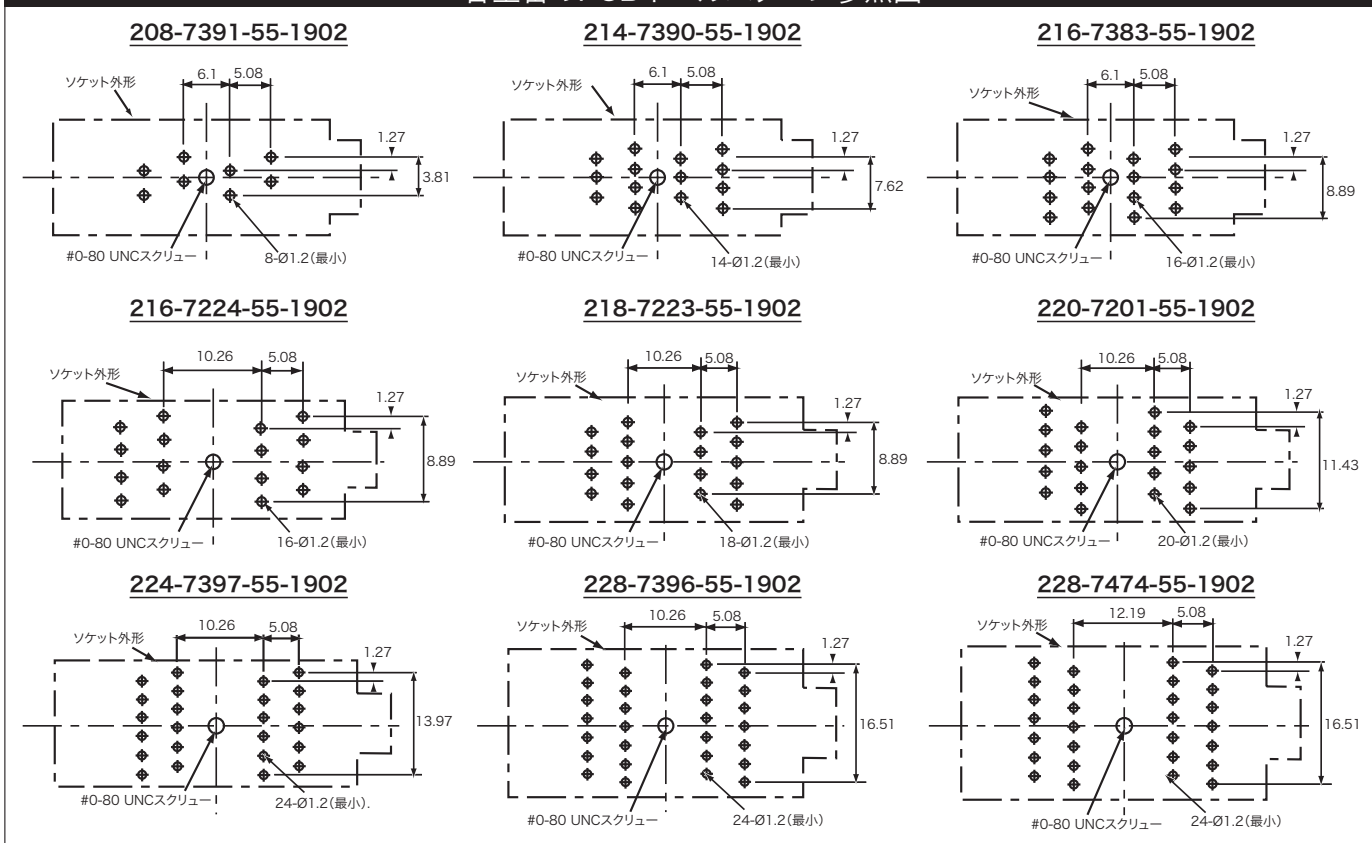 208-7391-55-1902
ソケット外形
6.1
5.08
1.27
3.81
#0-80 UNCスクリュー
8-Ø1.2(最小)
214-7390-55-1902
ソケット外形
6.1
5.08
1.27
7.62
#0-80 UNCスクリュー
14-Ø1.2(最小)
216-7383-55-1902
ソケット外形
6.1
5.08
1.27
8.89
#0-80 UNCスクリュー
16-Ø1.2(最小)
216-7224-55-1902
ソケット外形
10.26
5.08
1.27
8.89
#0-80 UNCスクリュー
16-Ø1.2(最小)
218-7223-55-1902
ソケット外形
10.26
5.08
1.27
8.89
#0-80 UNCスクリュー
18-Ø1.2(最小)
220-7201-55-1902
ソケット外形
10.26
5.08
1.27
11.43
#0-80 UNCスクリュー
20-Ø1.2(最小)
224-7397-55-1902
ソケット外形
10.26
5.08
1.27
13.97
#0-80 UNCスクリュー
24-Ø1.2(最小).
228-7396-55-1902
ソケット外形
10.26
5.08
1.27
16.51
#0-80 UNCスクリュー
24-Ø1.2(最小)
228-7474-55-1902
ソケット外形
12.19
5.08
1.27
16.51
#0-80 UNCスクリュー
24-Ø1.2(最小)